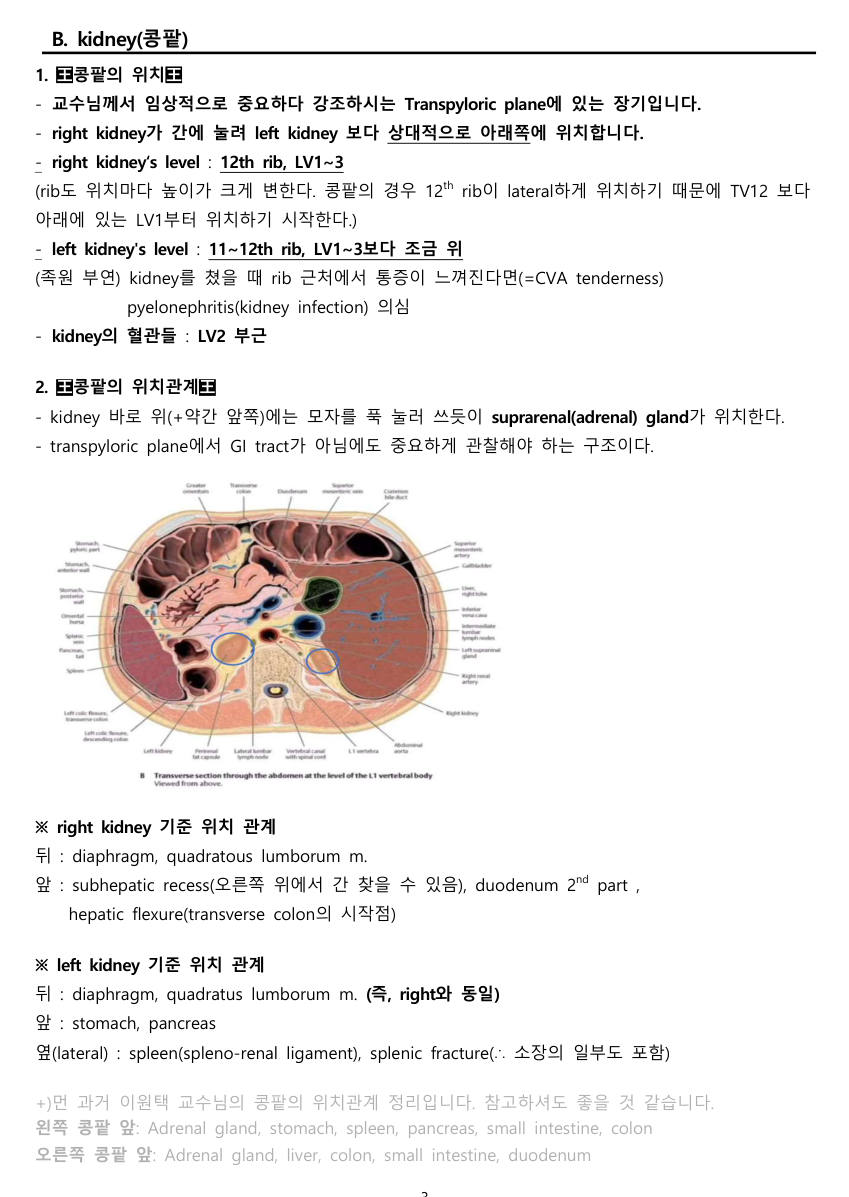 B. kidney(콩팥)
1. 王콩팥의 위치王
- 교수님께서 임상적으로 중요하다 강조하시는 Transpyloric plane에 있는 장기입니다.
- right kidney가 간에 눌려 left kidney 보다 상대적으로 아래쪽에 위치합니다.
- right kidney‘s level : 12th rib, LV1~3
(rib도 위치마다 높이가 크게 변한다. 콩팥의 경우 12th rib이 lateral하게 위치하기 때문에 TV12 보다
아래에 있는 LV1부터 위치하기 시작한다.)
- left kidney's level : 11~12th rib, LV1~3보다 조금 위
(족원 부연) kidney를 쳤을 때 rib 근처에서 통증이 느껴진다면(=CVA tenderness)
pyelonephritis(kidney infection) 의심
- kidney의 혈관들 : LV2 부근
2. 王콩팥의 위치관계王
- kidney 바로 위(+약간 앞쪽)에는 모자를 푹 눌러 쓰듯이 suprarenal(adrenal) gland가 위치한다.
- transpyloric plane에서 GI tract가 아님에도 중요하게 관찰해야 하는 구조이다.
Greater omentum
Transverse colon
Duodenum
Superior mesenteric vein
Common bile duct
Stomach, pyloric part
Stomach, anterior wall
Stomach, posterior wall
Omental bursa
Splenic vein
Pancreas, tail
Spleen
Left colic flexure, transverse colon
Left colic flexure, descending colon
Superior mesenteric artery
Gallbladder
Liver, right lobe
Inferior vena cava
Intermediate lumbar lymph nodes
Left suprarenal gland
Right renal artery
Right kidney
Left kidney
Perirenal fat capsule
Lateral lumbar lymph node
Vertebral canal with spinal cord
L1 vertebra
Abdominal aorta
B Transverse section through the abdomen at the level of the L1 vertebral body
Viewed from above.
※ right kidney 기준 위치 관계
뒤 : diaphragm, quadratous lumborum m.
앞 : subhepatic recess(오른쪽 위에서 간 찾을 수 있음), duodenum 2nd part ,
hepatic flexure(transverse colon의 시작점)
※ left kidney 기준 위치 관계
뒤 : diaphragm, quadratus lumborum m. (즉, right와 동일)
앞 : stomach, pancreas
옆(lateral) : spleen(spleno-renal ligament), splenic fracture(∴ 소장의 일부도 포함)
+)먼 과거 이원택 교수님의 콩팥의 위치관계 정리입니다. 참고하셔도 좋을 것 같습니다.
왼쪽 콩팥 앞: Adrenal gland, stomach, spleen, pancreas, small intestine, colon
오른쪽 콩팥 앞: Adrenal gland, liver, colon, small intestine, duodenum